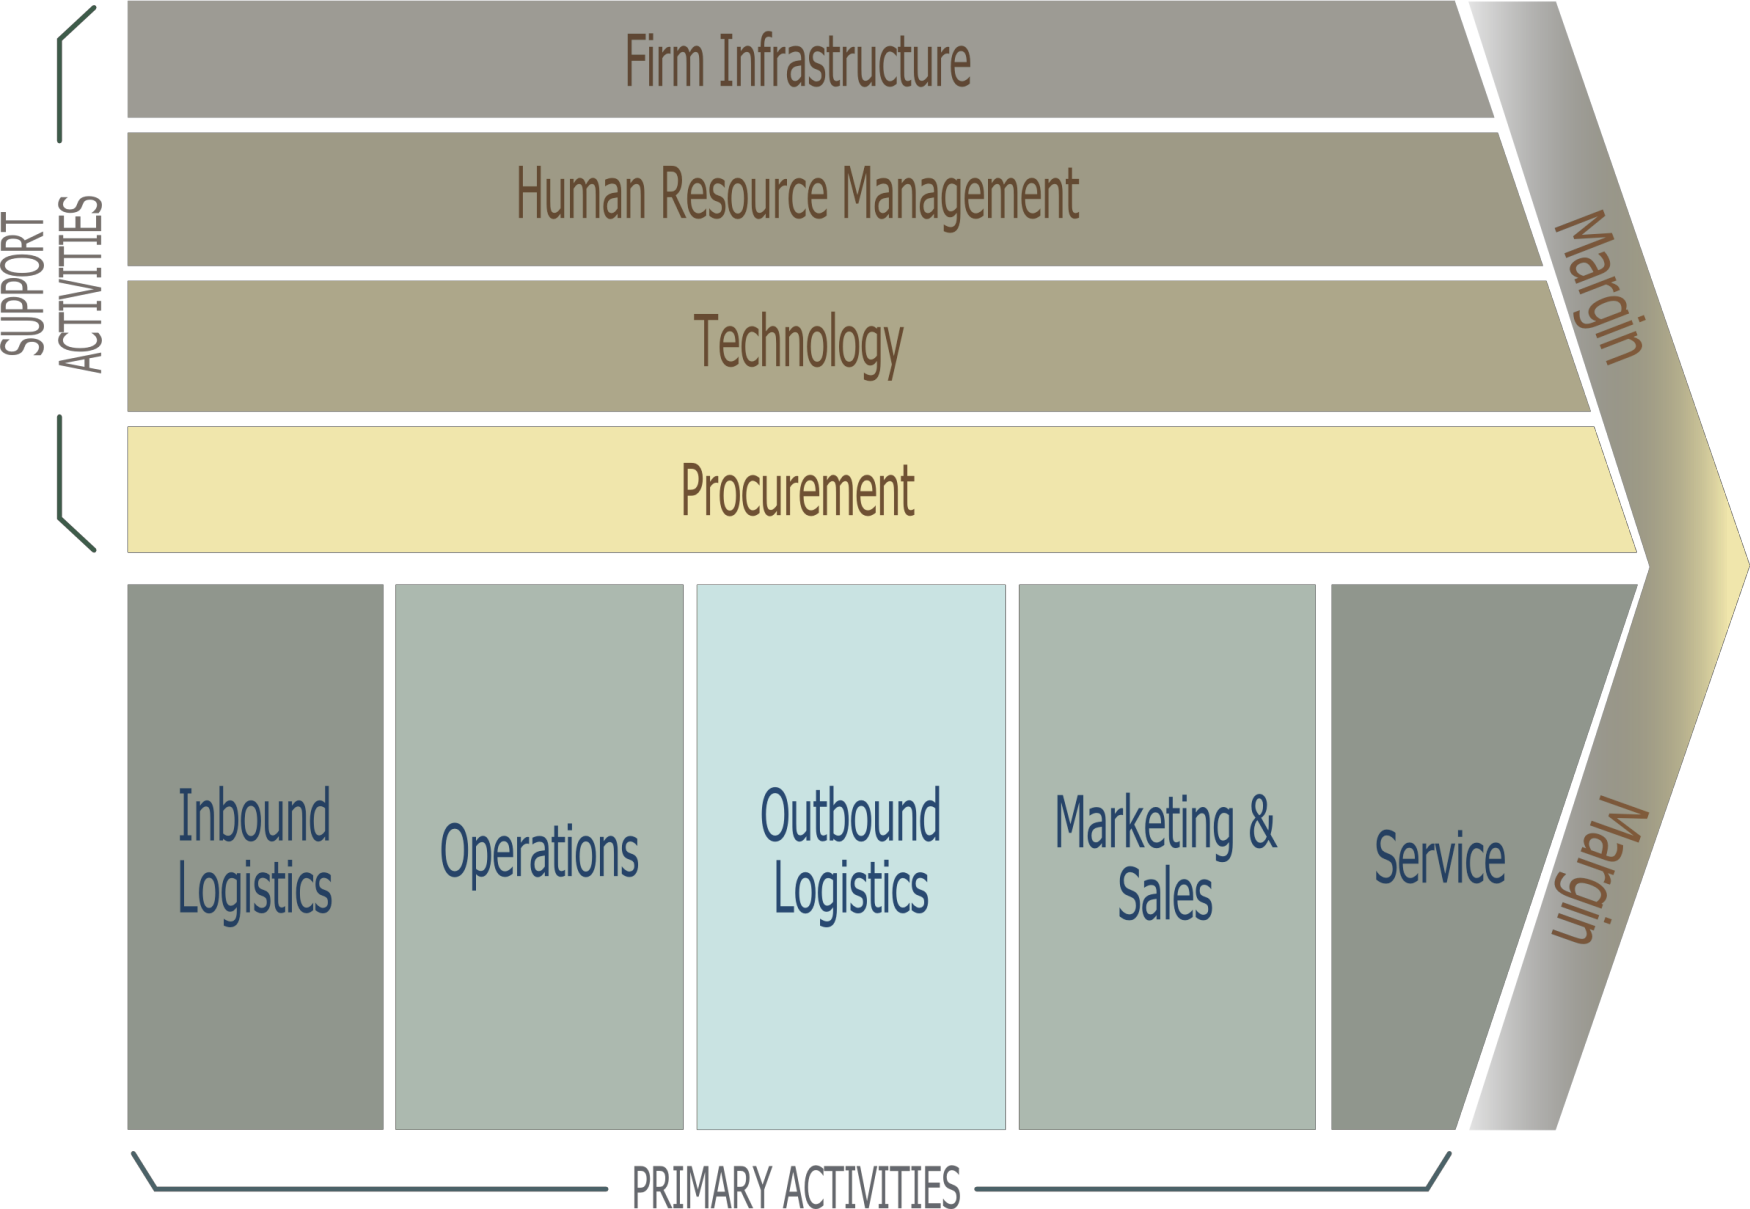 Firm Infrastructure
Human Resource Management
Technology
Procurement
SUPPORT
ACTIVITIES
Margin
Inbound
Logistics
Operations
Outbound
Logistics
Marketing &
Sales
Service
Margin
PRIMARY ACTIVITIES